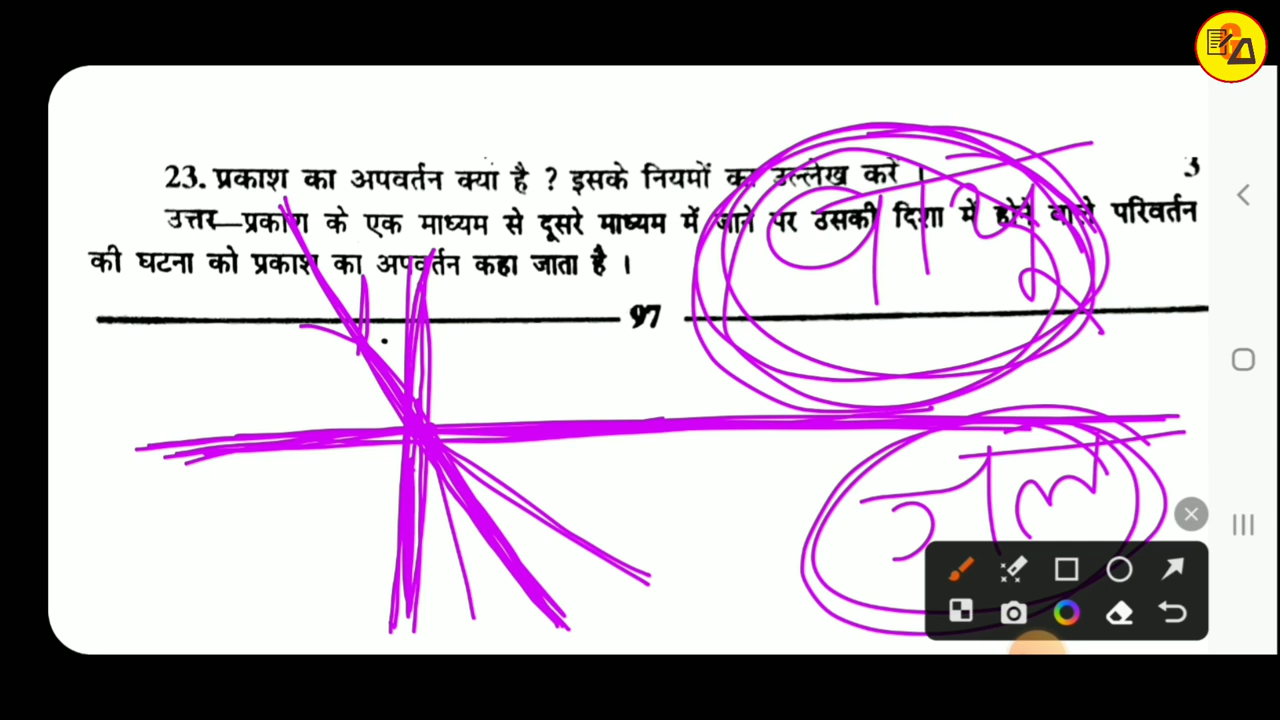 23. प्रकाश का अपवर्तन क्या है ? इसके नियमों का उल्लेख करें । 3
उत्तर—प्रकाश के एक माध्यम से दूसरे माध्यम में जाने पर उसकी दिशा में होने वाले परिवर्तन
की घटना को प्रकाश का अपवर्तन कहा जाता है ।
97
वायु
जल